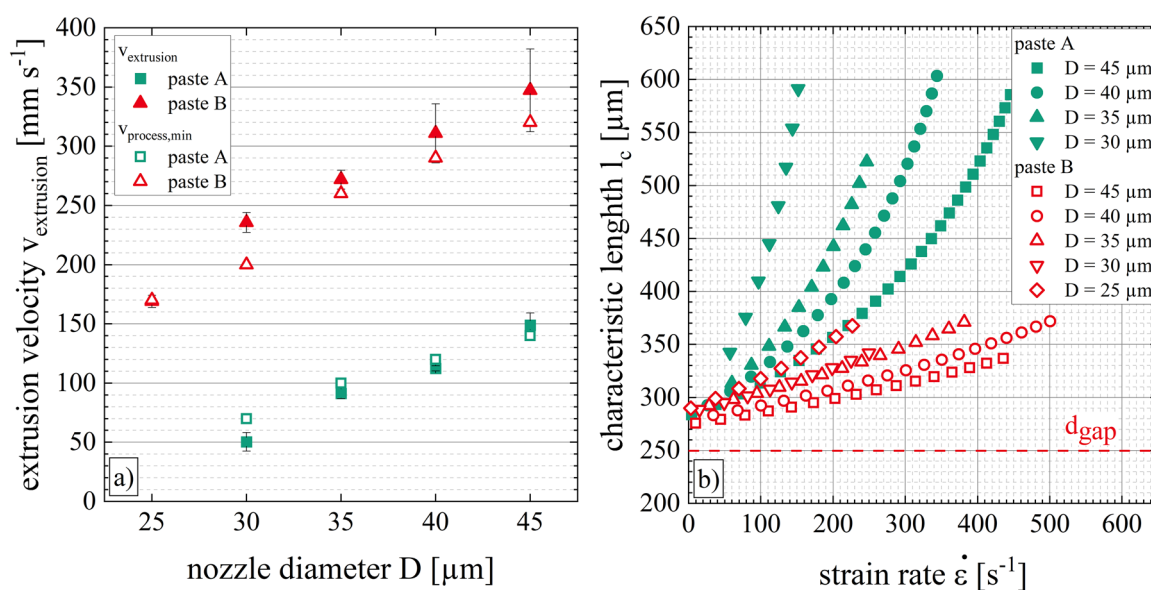 extrusion velocity v_extrusion [mm s⁻¹]
400
350
300
250
200
150
100
50
0
v_extrusion
paste A
paste B
v_process,min
paste A
paste B
a)
25 30 35 40 45
nozzle diameter D [µm]
characteristic lenghth l_c [µm]
650
600
550
500
450
400
350
300
250
200
paste A
D = 45 µm
D = 40 µm
D = 35 µm
D = 30 µm
paste B
D = 45 µm
D = 40 µm
D = 35 µm
D = 30 µm
D = 25 µm
d_gap
b)
0 100 200 300 400 500 600
strain rate ε̇ [s⁻¹]